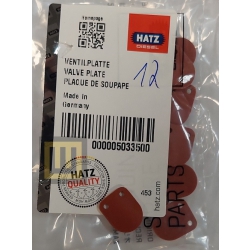 HATZ
DIESEL
VENTILPLATTE
VALVE PLATE
PLAQUE DE SOUPAPE
12
Made in
Germany
000005033500
HATZ
QUALITY
453
hatz.com
PARTS